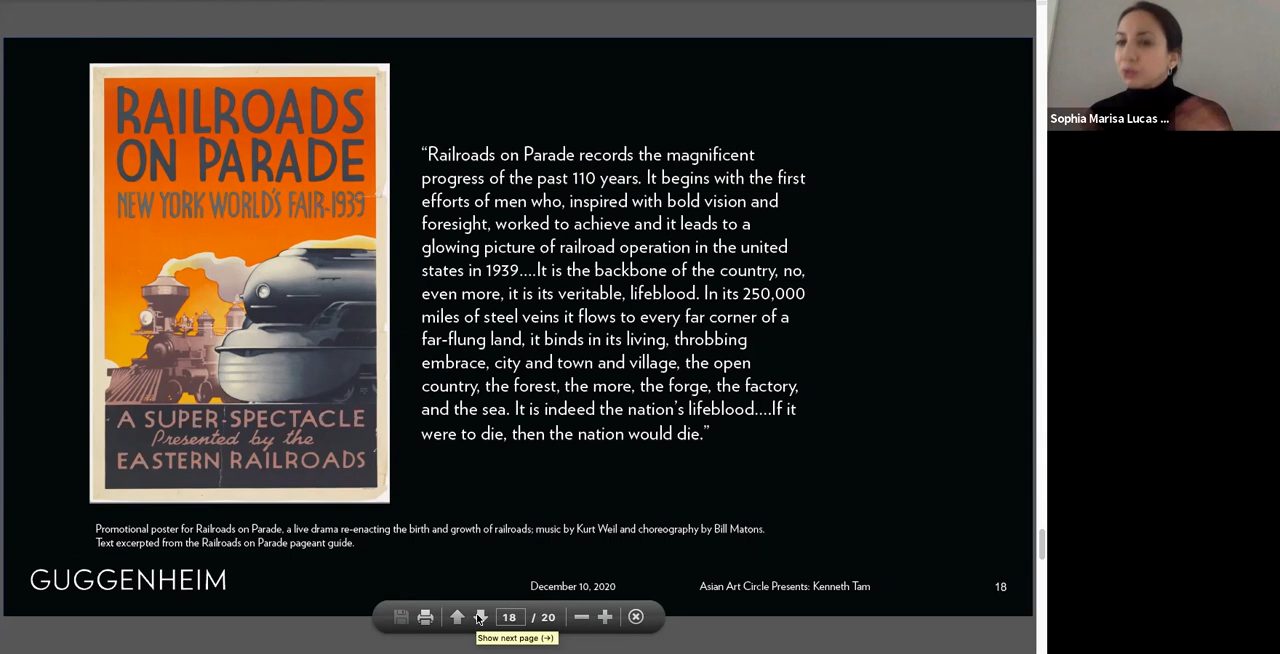 RAILROADS
ON PARADE
NEW YORK WORLD'S FAIR-1939
A SUPER-SPECTACLE
Presented by the
EASTERN RAILROADS
“Railroads on Parade records the magnificent
progress of the past 110 years. It begins with the first
efforts of men who, inspired with bold vision and
foresight, worked to achieve and it leads to a
glowing picture of railroad operation in the united
states in 1939....It is the backbone of the country, no,
even more, it is its veritable, lifeblood. In its 250,000
miles of steel veins it flows to every far corner of a
far-flung land, it binds in its living, throbbing
embrace, city and town and village, the open
country, the forest, the more, the forge, the factory,
and the sea. It is indeed the nation’s lifeblood....If it
were to die, then the nation would die.”
Promotional poster for Railroads on Parade, a live drama re-enacting the birth and growth of railroads; music by Kurt Weil and choreography by Bill Matons.
Text excerpted from the Railroads on Parade pageant guide.
GUGGENHEIM
December 10, 2020
Asian Art Circle Presents: Kenneth Tam
18
18 / 20
Show next page (→)
Sophia Marisa Lucas ...